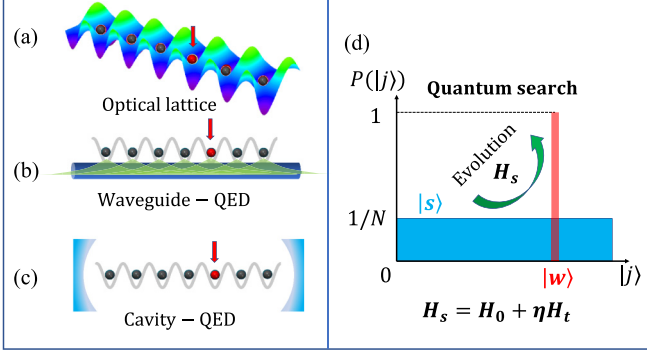 (a)
Optical lattice
(b)
Waveguide − QED
(c)
Cavity − QED
(d)
P(|j⟩)
Quantum search
1
Evolution
H_s
|s⟩
1/N
0
|w⟩
|j⟩
H_s = H_0 + ηH_t